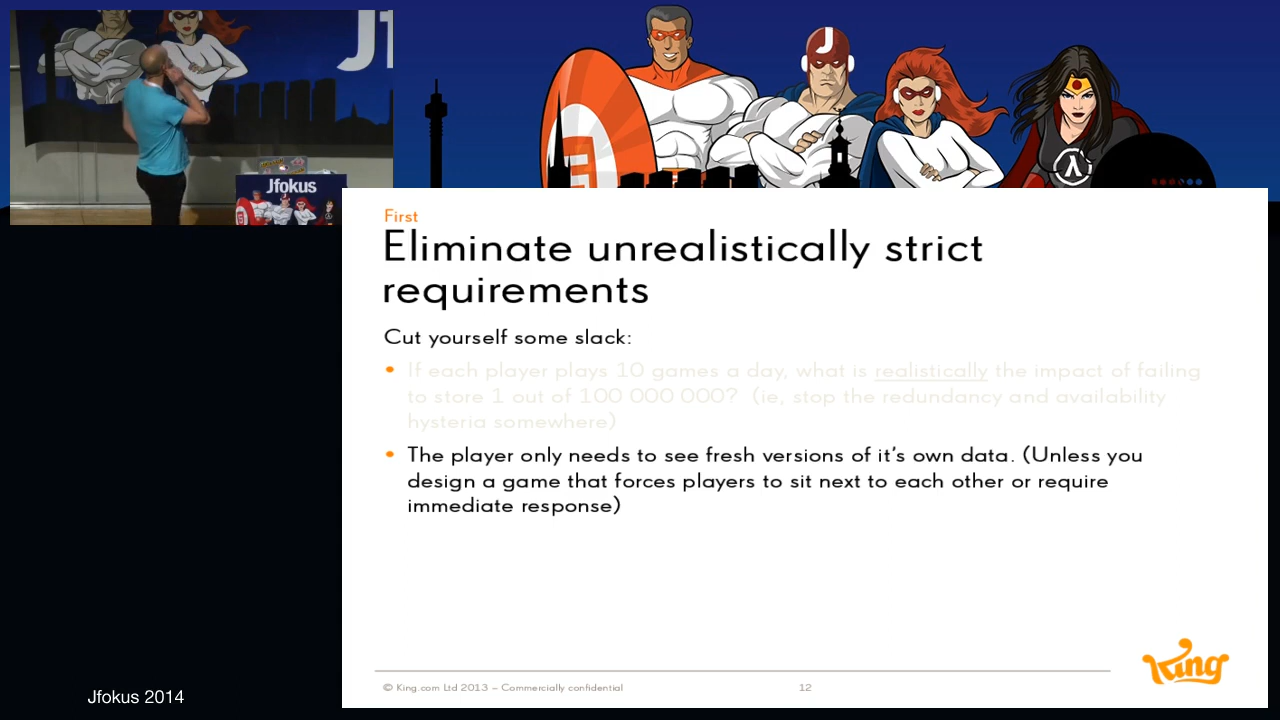 J
J
Jfokus
First
Eliminate unrealistically strict
requirements
Cut yourself some slack:
• If each player plays 10 games a day, what is realistically the impact of failing
to store 1 out of 100 000 000?  (ie, stop the redundancy and availability
hysteria somewhere)
• The player only needs to see fresh versions of it's own data. (Unless you
design a game that forces players to sit next to each other or require
immediate response)
© King.com Ltd 2013 – Commercially confidential
12
King
Jfokus 2014